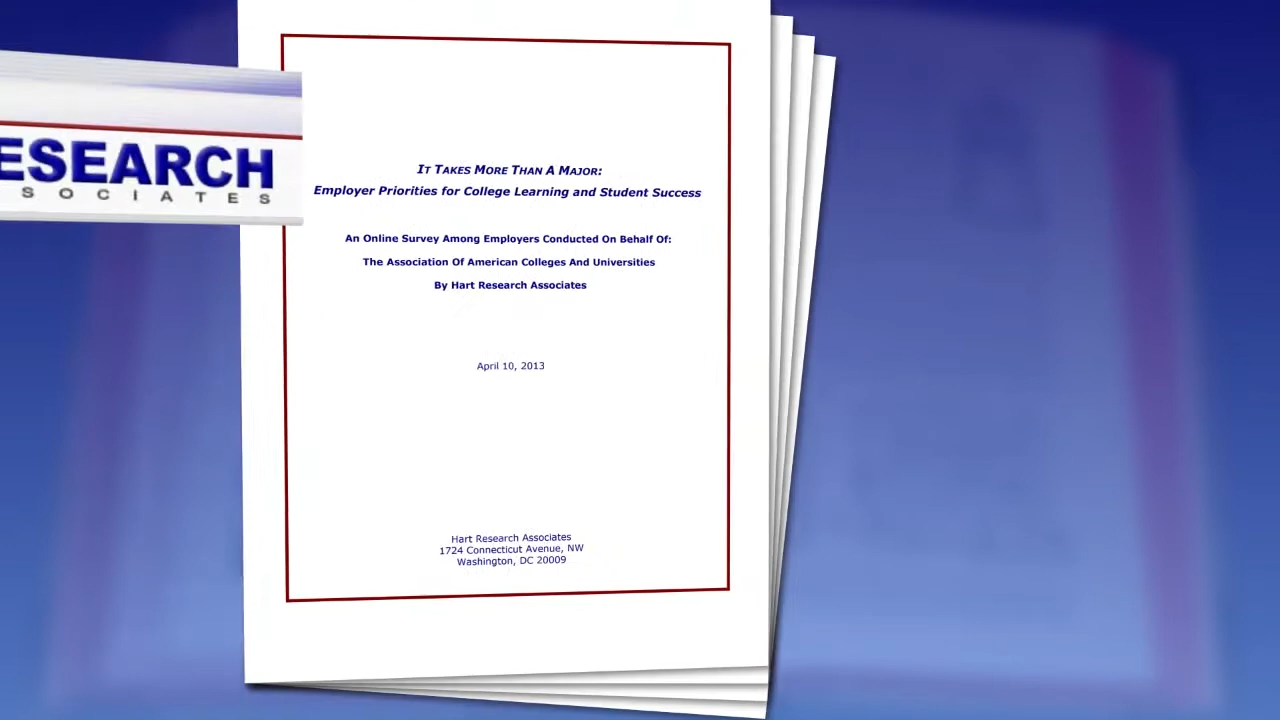 ESEARCH
SOCIATES
It Takes More Than A Major:
Employer Priorities for College Learning and Student Success
An Online Survey Among Employers Conducted On Behalf Of:
The Association Of American Colleges And Universities
By Hart Research Associates
April 10, 2013
Hart Research Associates
1724 Connecticut Avenue, NW
Washington, DC 20009